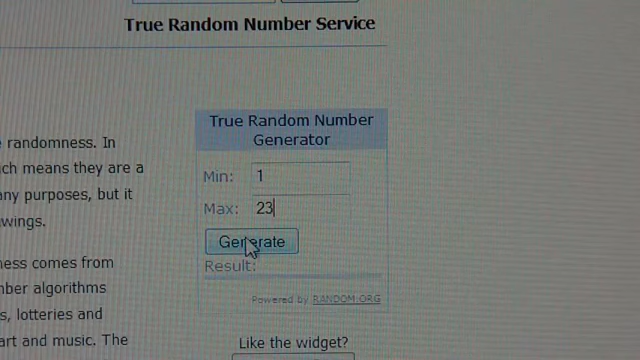 True Random Number Service
randomness. In
ch means they are a
any purposes, but it
wings.
ness comes from
mber algorithms
s, lotteries and
art and music. The
True Random Number
Generator
Min: 1
Max: 23
Generate
Result:
Powered by RANDOM.ORG
Like the widget?